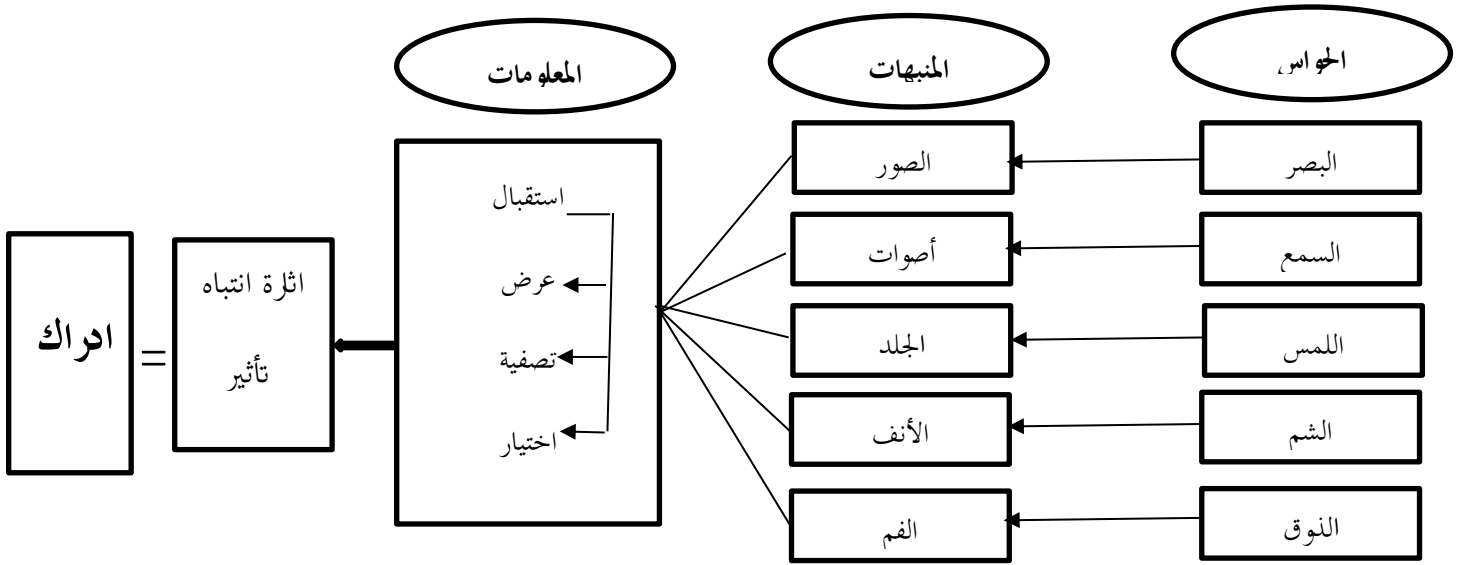 الحواس
المنبهات
المعلومات
البصر
الصور
السمع
أصوات
اللمس
الجلد
الشم
الأنف
الذوق
الفم
استقبال
عرض
تصفية
اختيار
اثارة انتباه
تأثير
=
ادراك